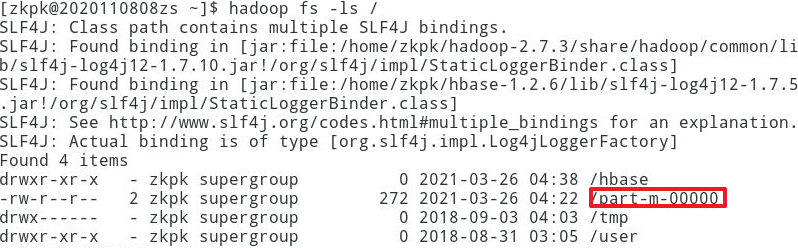 [zkpk@2020110808zs ~]$ hadoop fs -ls /
SLF4J: Class path contains multiple SLF4J bindings.
SLF4J: Found binding in [jar:file:/home/zkpk/hadoop-2.7.3/share/hadoop/common/li
b/slf4j-log4j12-1.7.10.jar!/org/slf4j/impl/StaticLoggerBinder.class]
SLF4J: Found binding in [jar:file:/home/zkpk/hbase-1.2.6/lib/slf4j-log4j12-1.7.5
.jar!/org/slf4j/impl/StaticLoggerBinder.class]
SLF4J: See http://www.slf4j.org/codes.html#multiple_bindings for an explanation.
SLF4J: Actual binding is of type [org.slf4j.impl.Log4jLoggerFactory]
Found 4 items
drwxr-xr-x   - zkpk supergroup          0 2021-03-26 04:38 /hbase
-rw-r--r--   2 zkpk supergroup        272 2021-03-26 04:22 /part-m-00000
drwx------   - zkpk supergroup          0 2018-09-03 04:03 /tmp
drwxr-xr-x   - zkpk supergroup          0 2018-08-31 03:05 /user